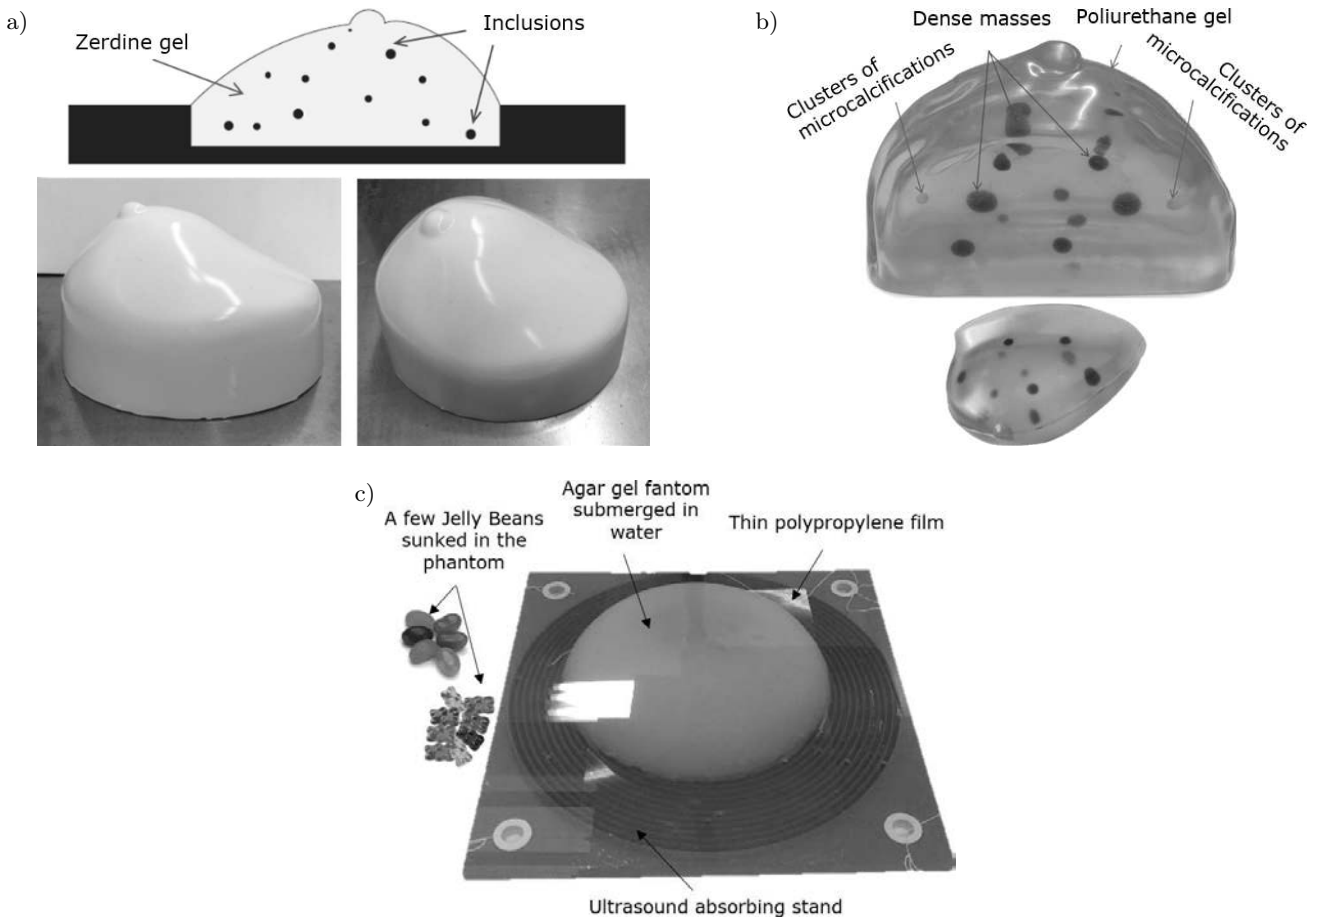 a)
Zerdine gel
Inclusions
b)
Dense masses
Poliurethane gel
Clusters of
microcalcifications
Clusters of
microcalcifications
c)
A few Jelly Beans
sunked in the
phantom
Agar gel fantom
submerged in
water
Thin polypropylene film
Ultrasound absorbing stand